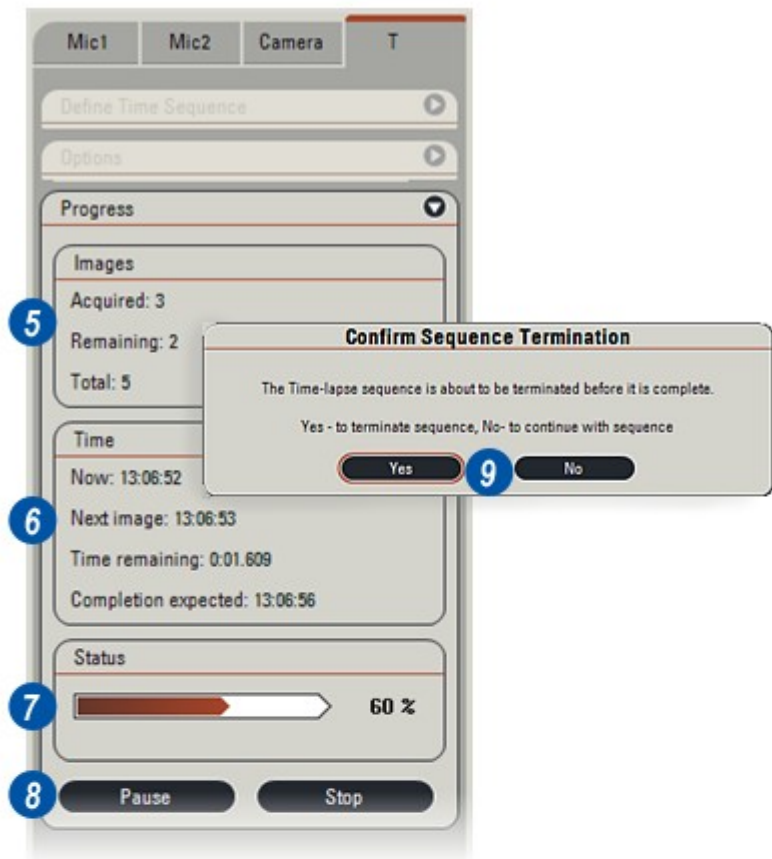 Mic1 Mic2 Camera T
Define Time Sequence
Options
Progress
Images
5
Acquired: 3
Remaining: 2
Total: 5
Confirm Sequence Termination
The Time-lapse sequence is about to be terminated before it is complete.
Yes - to terminate sequence, No- to continue with sequence
Yes 9 No
Time
Now: 13:06:52
6
Next image: 13:06:53
Time remaining: 0:01.609
Completion expected: 13:06:56
Status
7 60 %
8 Pause Stop